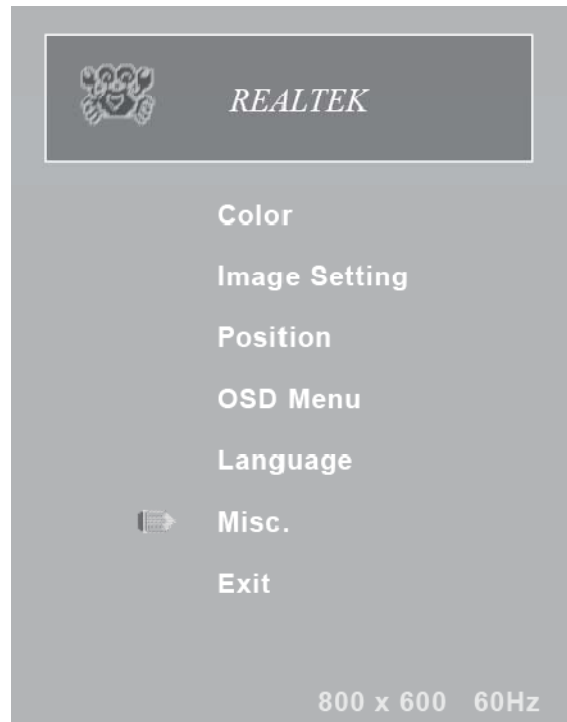 REALTEK
Color
Image Setting
Position
OSD Menu
Language
Misc.
Exit
800 x 600 60Hz